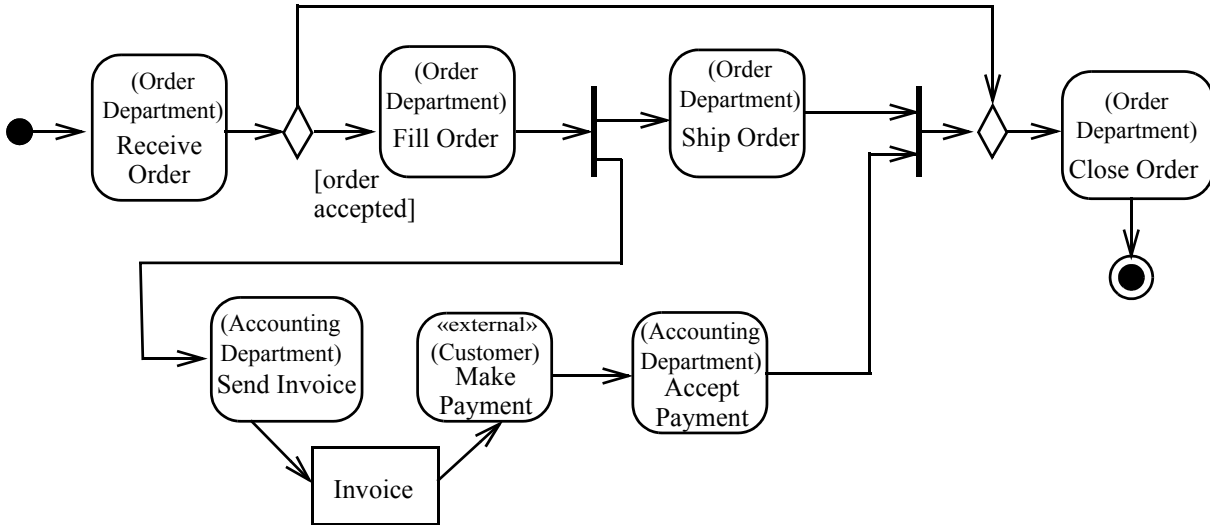 (Order
Department)
Receive
Order
[order
accepted]
(Order
Department)
Fill Order
(Order
Department)
Ship Order
(Order
Department)
Close Order
(Accounting
Department)
Send Invoice
Invoice
«external»
(Customer)
Make
Payment
(Accounting
Department)
Accept
Payment